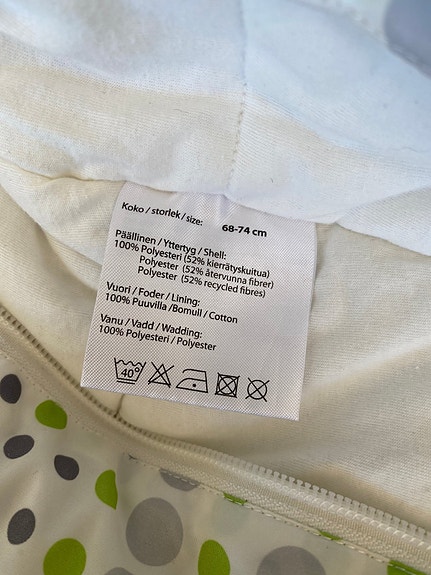 Koko / storlek / size: 68-74 cm
Päällinen / Yttertyg / Shell:
100% Polyesteri (52% kierrätyskuitua)
Polyester (52% återvunna fibrer)
Polyester (52% recycled fibres)
Vuori / Foder / Lining:
100% Puuvilla /Bomull / Cotton
Vanu / Vadd / Wadding:
100% Polyesteri / Polyester
40°